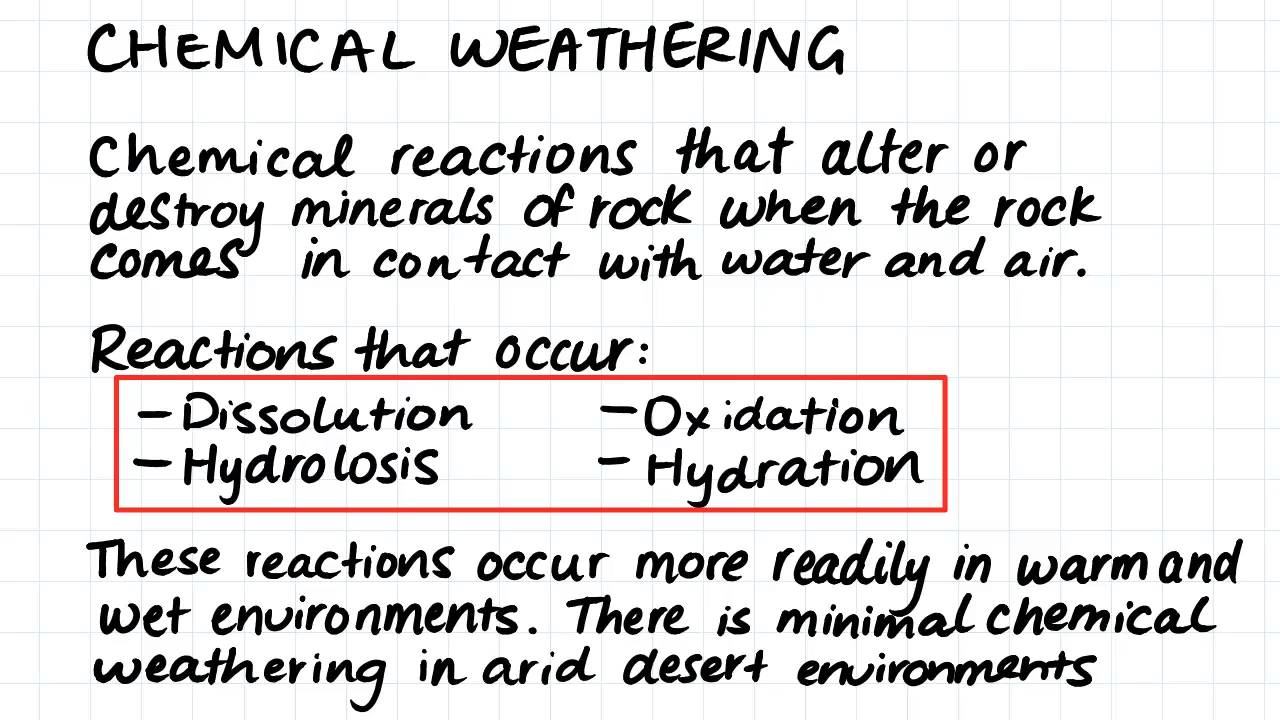 CHEMICAL WEATHERING
Chemical reactions that alter or
destroy minerals of rock when the rock
comes in contact with water and air.
Reactions that occur:
- Dissolution - Oxidation
- Hydrolosis - Hydration
These reactions occur more readily in warm and
wet environments. There is minimal chemical
weathering in arid desert environments